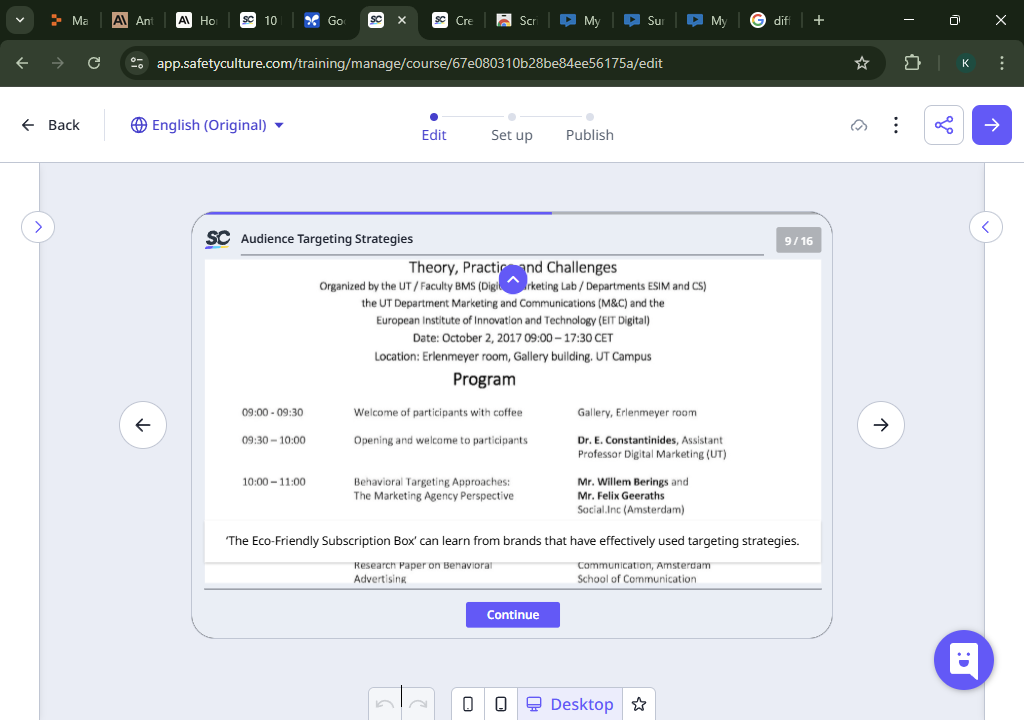 Ma
Ant
Ho
10
Goo
Cre
Scri
My
Sur
My
diff
app.safetyculture.com/training/manage/course/67e080310b28be84ee56175a/edit
K
Back
English (Original)
Edit
Set up
Publish
SC Audience Targeting Strategies
9 / 16
Theory, Practice and Challenges
Organized by the UT / Faculty BMS (Digital Marketing Lab / Departments ESIM and CS)
the UT Department Marketing and Communications (M&C) and the
European Institute of Innovation and Technology (EIT Digital)
Date: October 2, 2017 09:00 – 17:30 CET
Location: Erlenmeyer room, Gallery building. UT Campus
Program
09:00 - 09:30 Welcome of participants with coffee Gallery, Erlenmeyer room
09:30 – 10:00 Opening and welcome to participants Dr. E. Constantinides, Assistant
Professor Digital Marketing (UT)
10:00 – 11:00 Behavioral Targeting Approaches: Mr. Willem Berings and
The Marketing Agency Perspective Mr. Felix Geeraths
Social.Inc (Amsterdam)
‘The Eco-Friendly Subscription Box’ can learn from brands that have effectively used targeting strategies.
Research Paper on Behavioral Communication, Amsterdam
Advertising School of Communication
Continue
Desktop